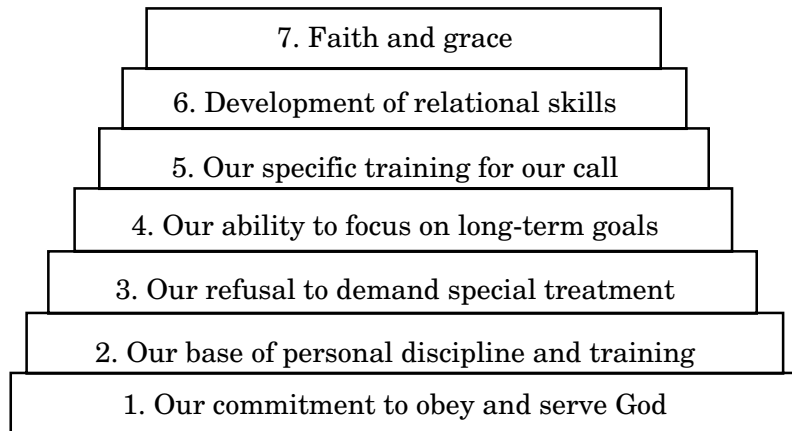 7. Faith and grace
6. Development of relational skills
5. Our specific training for our call
4. Our ability to focus on long-term goals
3. Our refusal to demand special treatment
2. Our base of personal discipline and training
1. Our commitment to obey and serve God